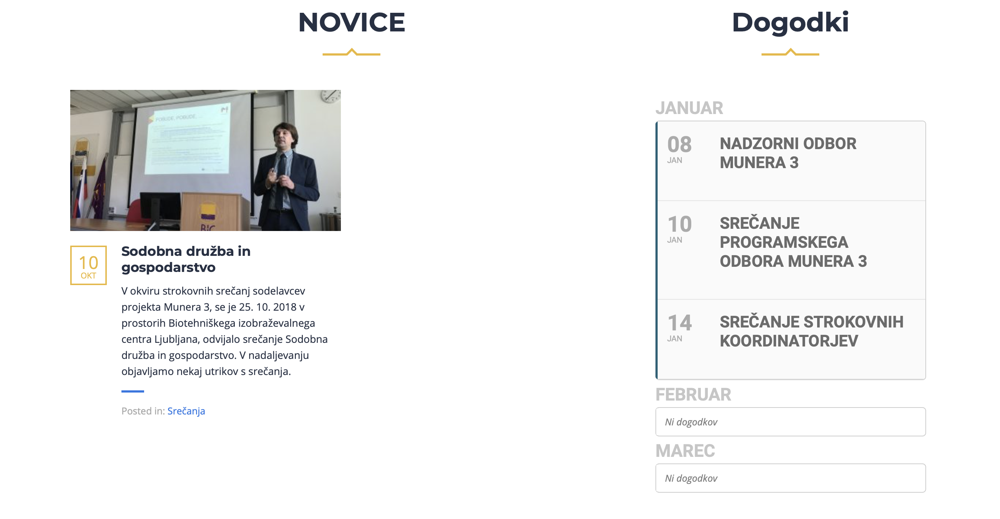 NOVICE
POBUDE, POBUDE, ...
BIC
10
OKT
Sodobna družba in
gospodarstvo
V okviru strokovnih srečanj sodelavcev
projekta Munera 3, se je 25. 10. 2018 v
prostorih Biotehniškega izobraževalnega
centra Ljubljana, odvijalo srečanje Sodobna
družba in gospodarstvo. V nadaljevanju
objavljamo nekaj utrikov s srečanja.
Posted in: Srečanja
Dogodki
JANUAR
08
JAN
NADZORNI ODBOR
MUNERA 3
10
JAN
SREČANJE
PROGRAMSKEGA
ODBORA MUNERA 3
14
JAN
SREČANJE STROKOVNIH
KOORDINATORJEV
FEBRUAR
Ni dogodkov
MAREC
Ni dogodkov